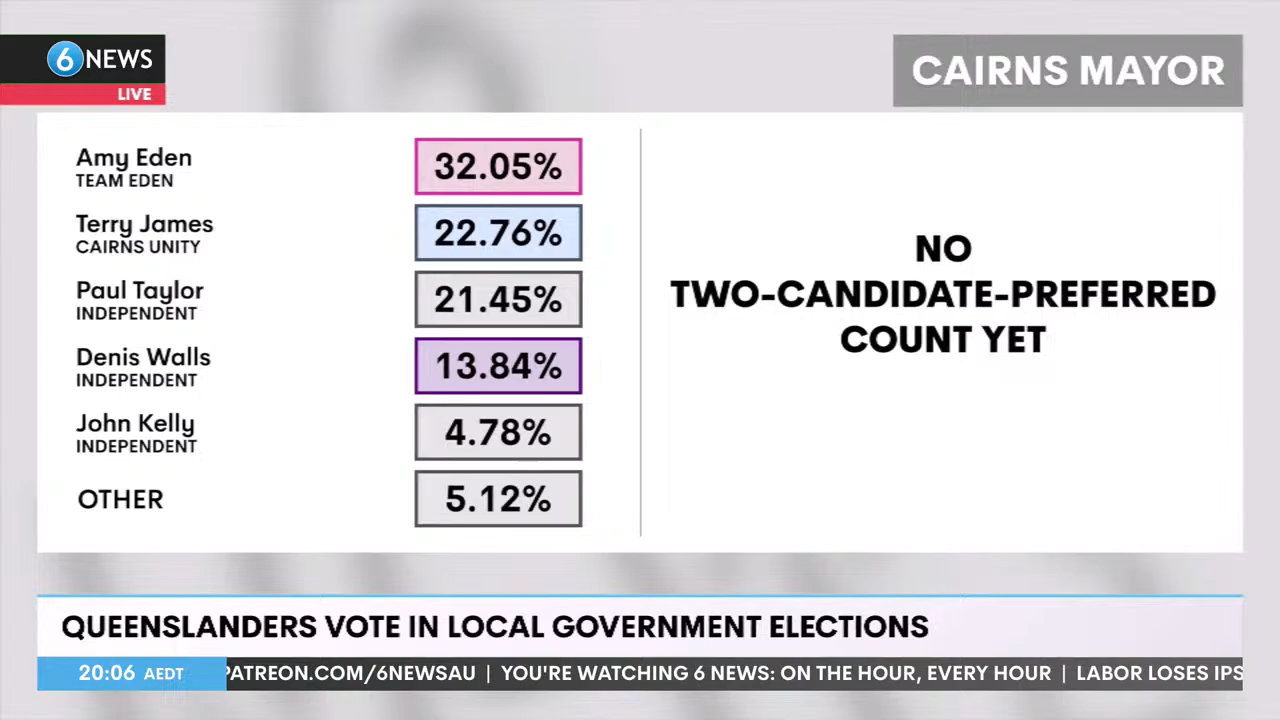 6 NEWS
LIVE
CAIRNS MAYOR
Amy Eden
TEAM EDEN
32.05%
Terry James
CAIRNS UNITY
22.76%
Paul Taylor
INDEPENDENT
21.45%
Denis Walls
INDEPENDENT
13.84%
John Kelly
INDEPENDENT
4.78%
OTHER
5.12%
NO
TWO-CANDIDATE-PREFERRED
COUNT YET
QUEENSLANDERS VOTE IN LOCAL GOVERNMENT ELECTIONS
20:06 AEDT
PATREON.COM/6NEWSAU | YOU'RE WATCHING 6 NEWS: ON THE HOUR, EVERY HOUR | LABOR LOSES IPS